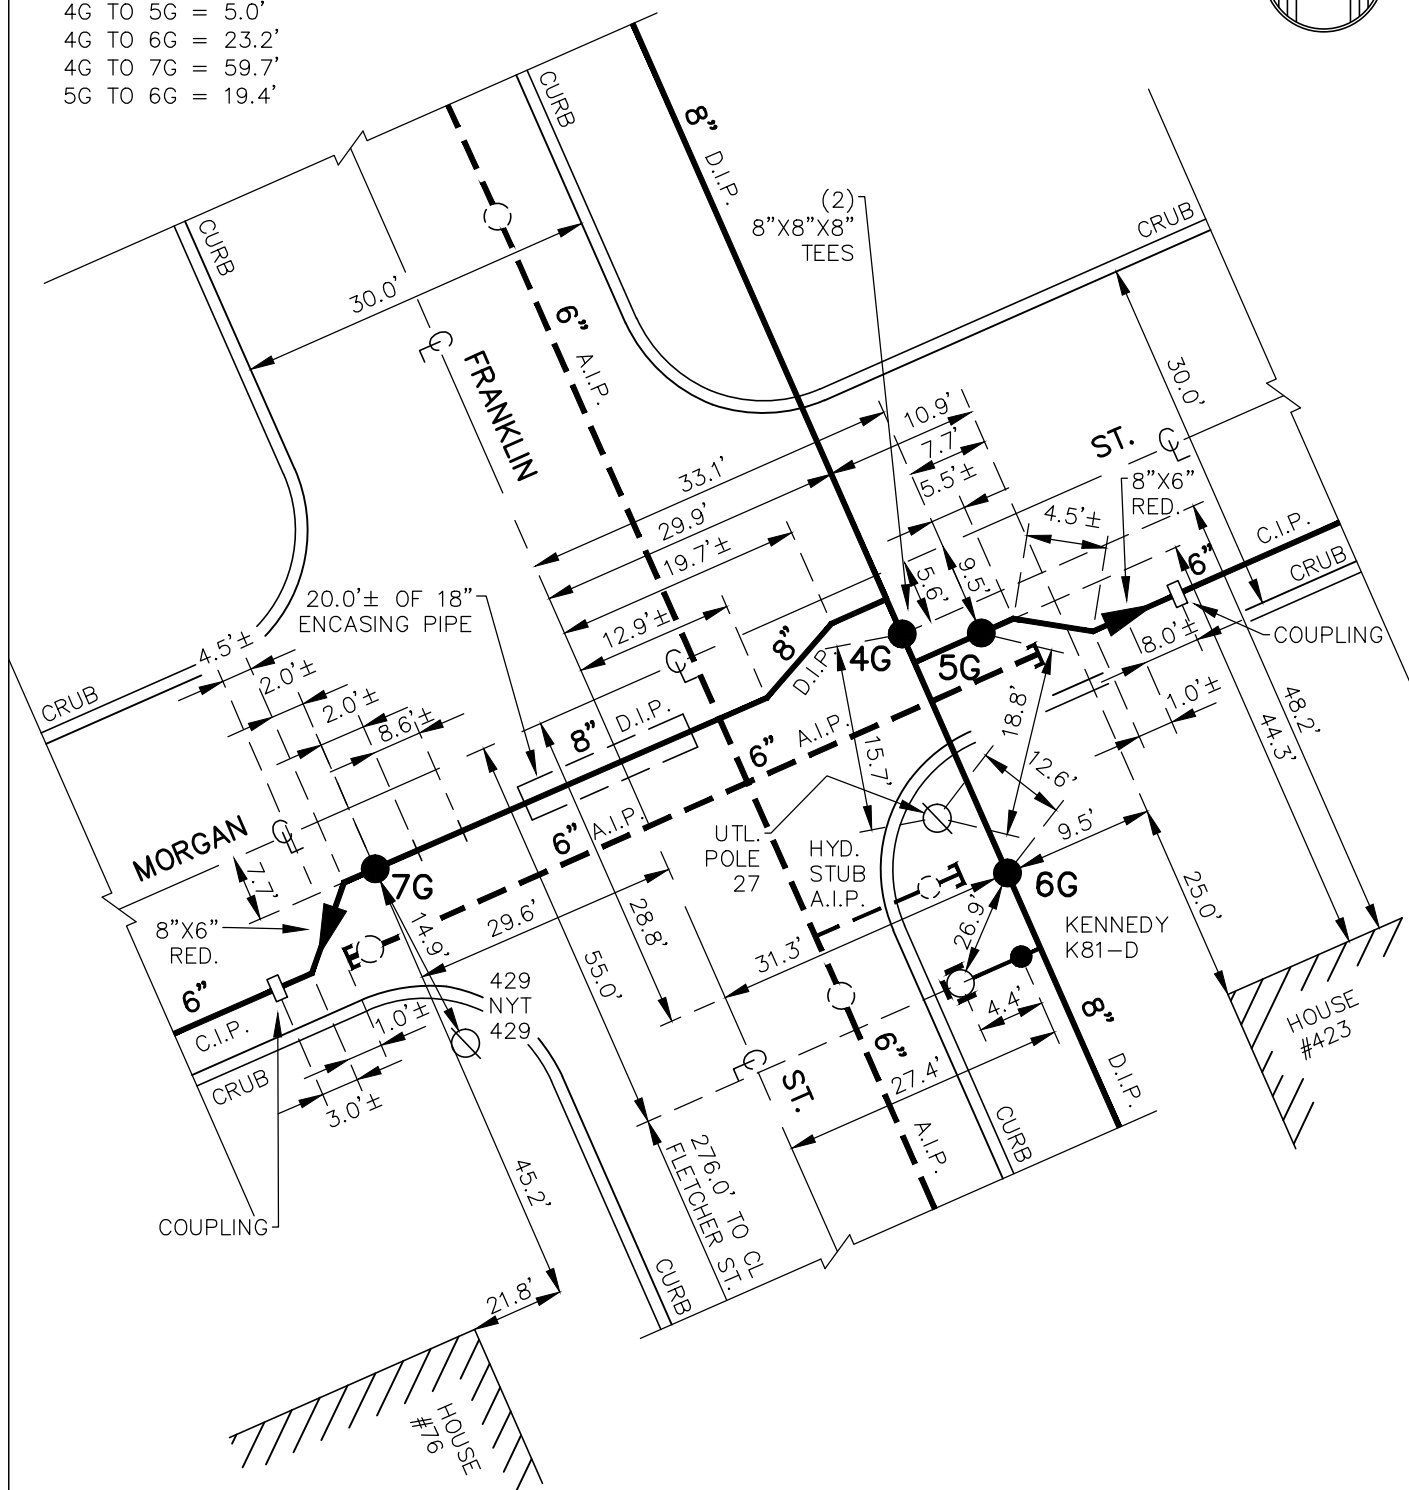 4G TO 5G = 5.0'
4G TO 6G = 23.2'
4G TO 7G = 59.7'
5G TO 6G = 19.4'
CURB
8" D.I.P.
CURB
(2)
8"X8"X8"
TEES
CRUB
30.0'
6" A.I.P.
℄
FRANKLIN
30.0'
10.9'
7.7'
5.5'±
33.1'
29.9'
19.7'±
12.9'±
ST.
℄
8"X6"
RED.
4.5'±
C.I.P.
6"
CRUB
COUPLING
9.5'
5.6'
20.0'± OF 18"
ENCASING PIPE
4.5'±
2.0'±
2.0'±
8.6'±
CRUB
℄
8"
D.I.P.
4G
5G
8.0'±
1.0'±
48.2'
44.3'
8" D.I.P.
6" A.I.P.
15.7'
18.8'
12.6'
9.5'
MORGAN
℄
7.7'
6" A.I.P.
UTL.
POLE
27
HYD.
STUB
A.I.P.
7G
6G
25.0'
8"X6"
RED.
14.9'
29.6'
28.8'
55.0'
31.3'
26.9'
KENNEDY
K81-D
6"
C.I.P.
CRUB
1.0'±
3.0'±
429
NYT
429
4.4'
8" D.I.P.
HOUSE
#423
℄
ST.
6"
A.I.P.
27.4'
CURB
45.2'
276.0' TO CL
FLETCHER ST.
COUPLING
CURB
21.8'
HOUSE
#76